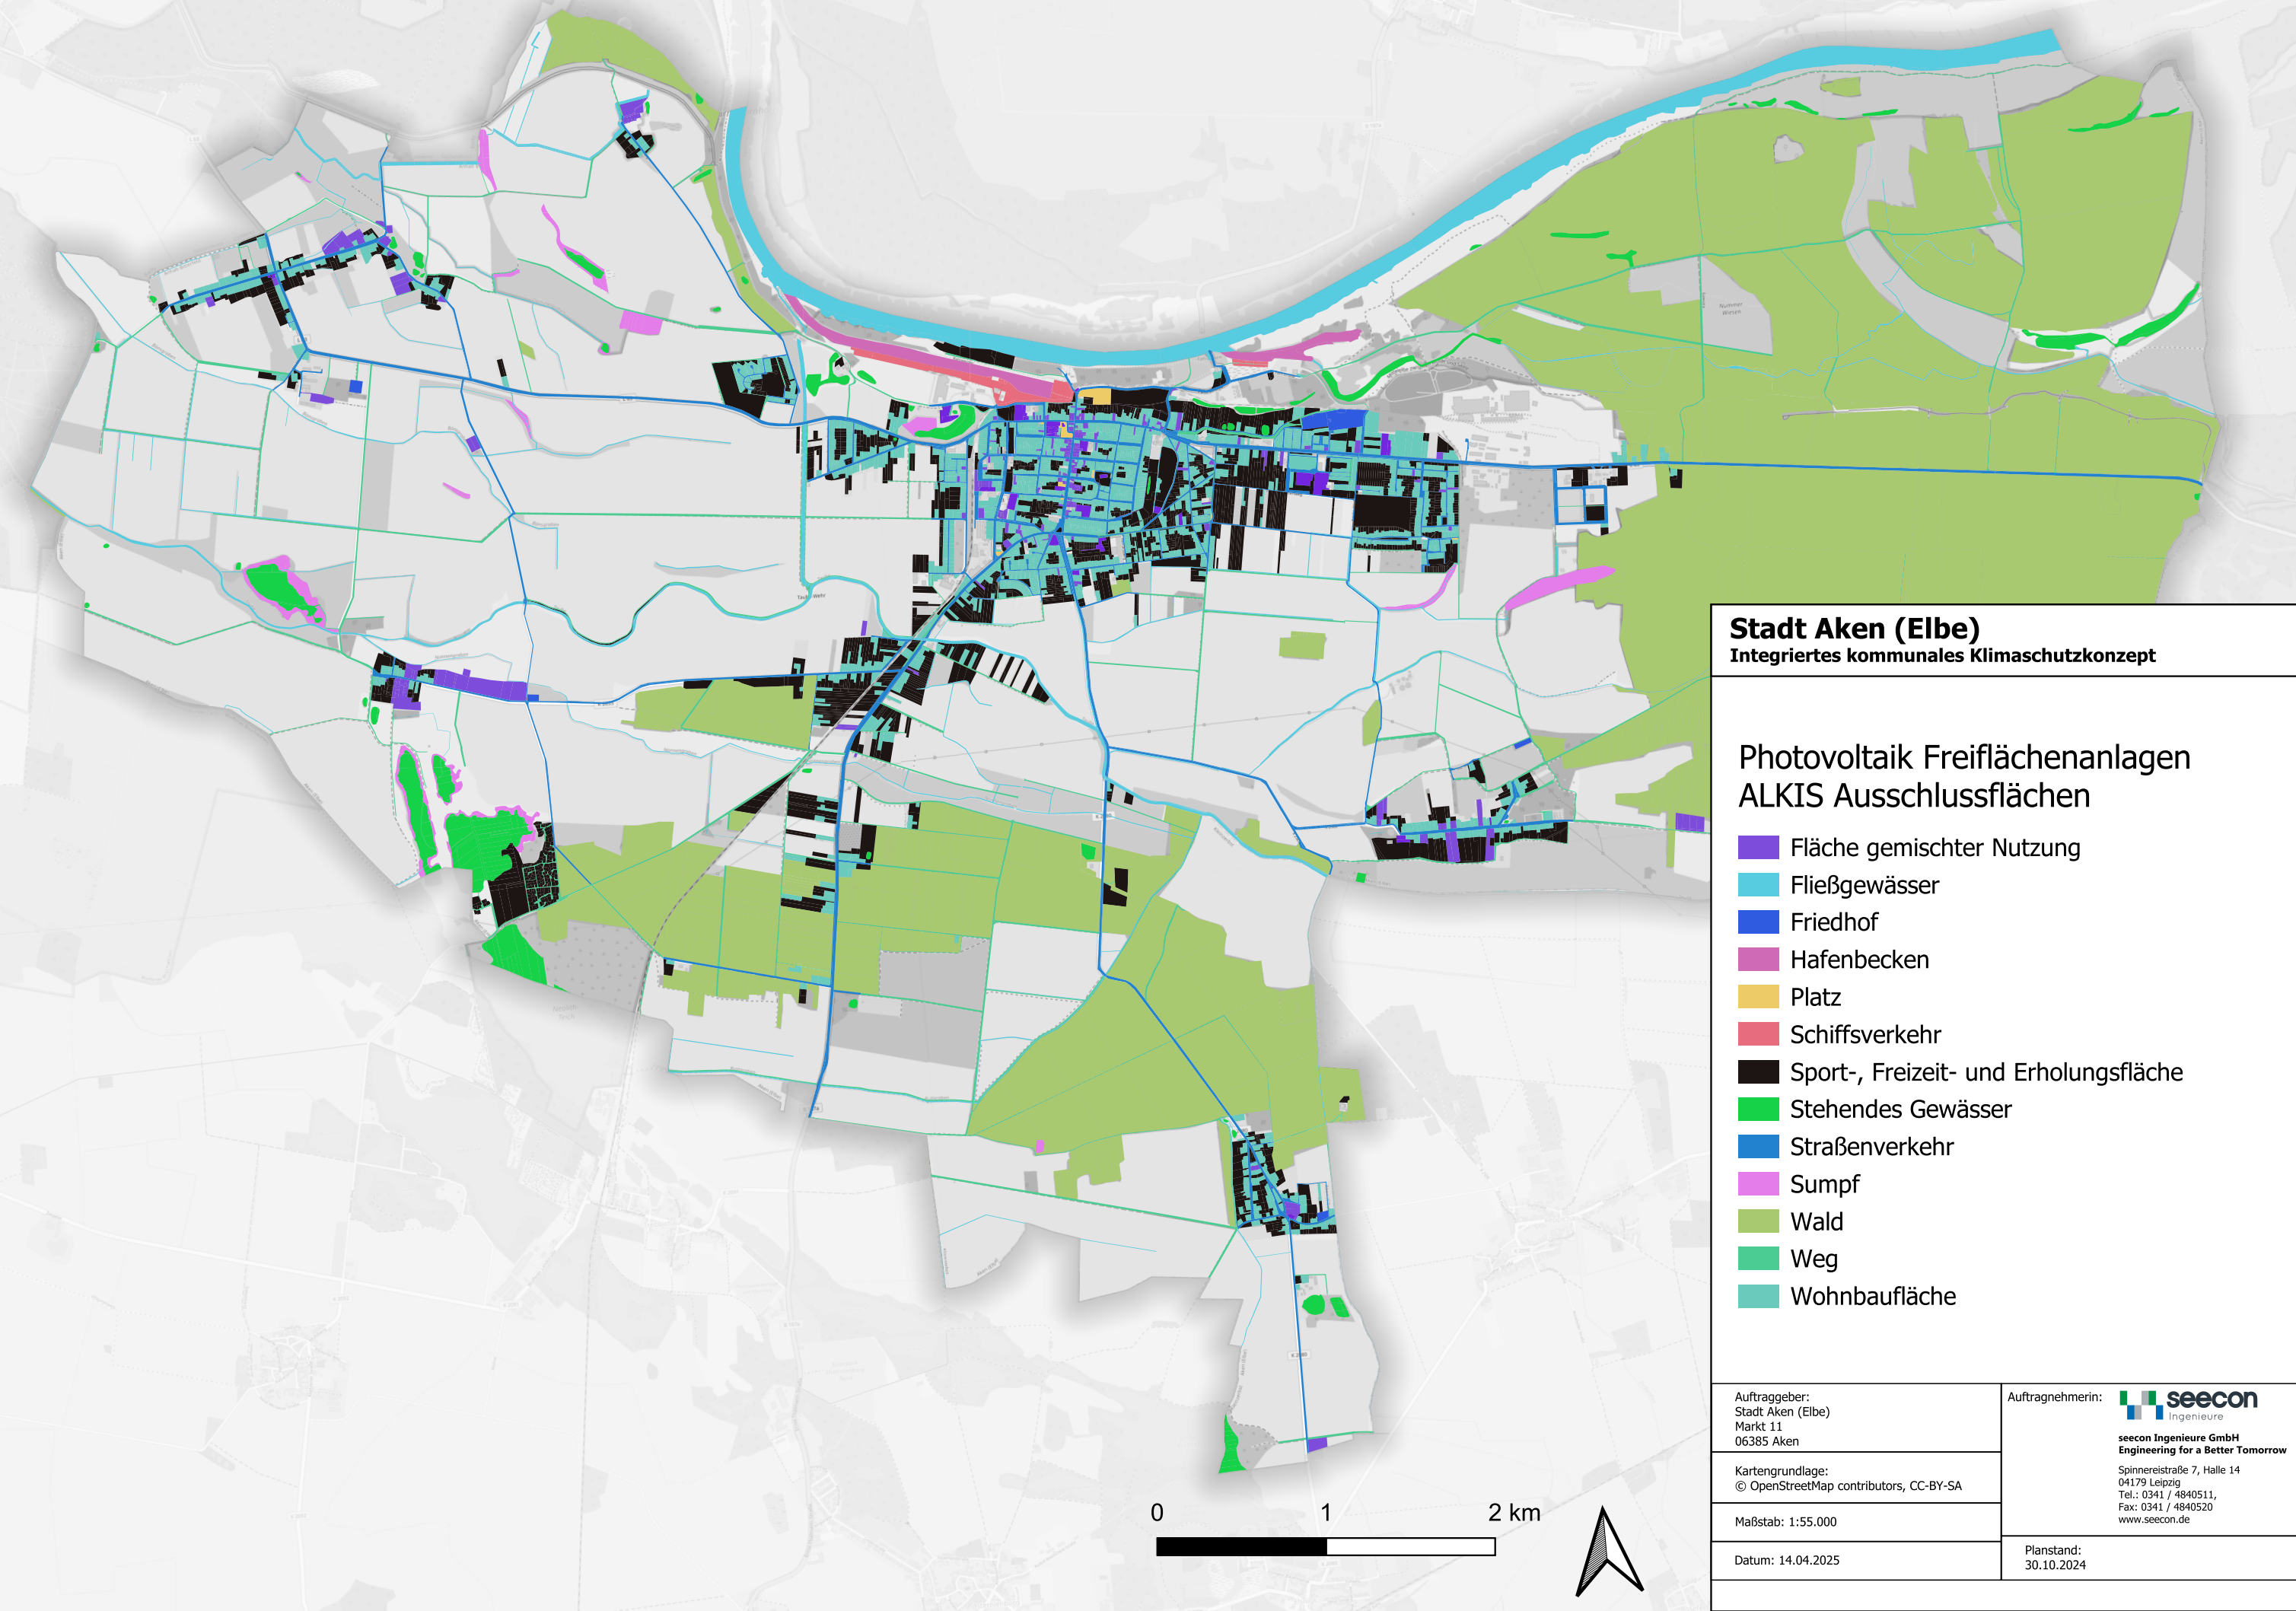 Stadt Aken (Elbe)
Integriertes kommunales Klimaschutzkonzept
Photovoltaik Freiflächenanlagen
ALKIS Ausschlussflächen
Fläche gemischter Nutzung
Fließgewässer
Friedhof
Hafenbecken
Platz
Schiffsverkehr
Sport-, Freizeit- und Erholungsfläche
Stehendes Gewässer
Straßenverkehr
Sumpf
Wald
Weg
Wohnbaufläche
Auftraggeber:
Stadt Aken (Elbe)
Markt 11
06385 Aken
Kartengrundlage:
© OpenStreetMap contributors, CC-BY-SA
Maßstab: 1:55.000
Datum: 14.04.2025
Auftragnehmerin:
seecon
Ingenieure
seecon Ingenieure GmbH
Engineering for a Better Tomorrow
Spinnereistraße 7, Halle 14
04179 Leipzig
Tel.: 0341 / 4840511,
Fax: 0341 / 4840520
www.seecon.de
Planstand:
30.10.2024
0 1 2 km